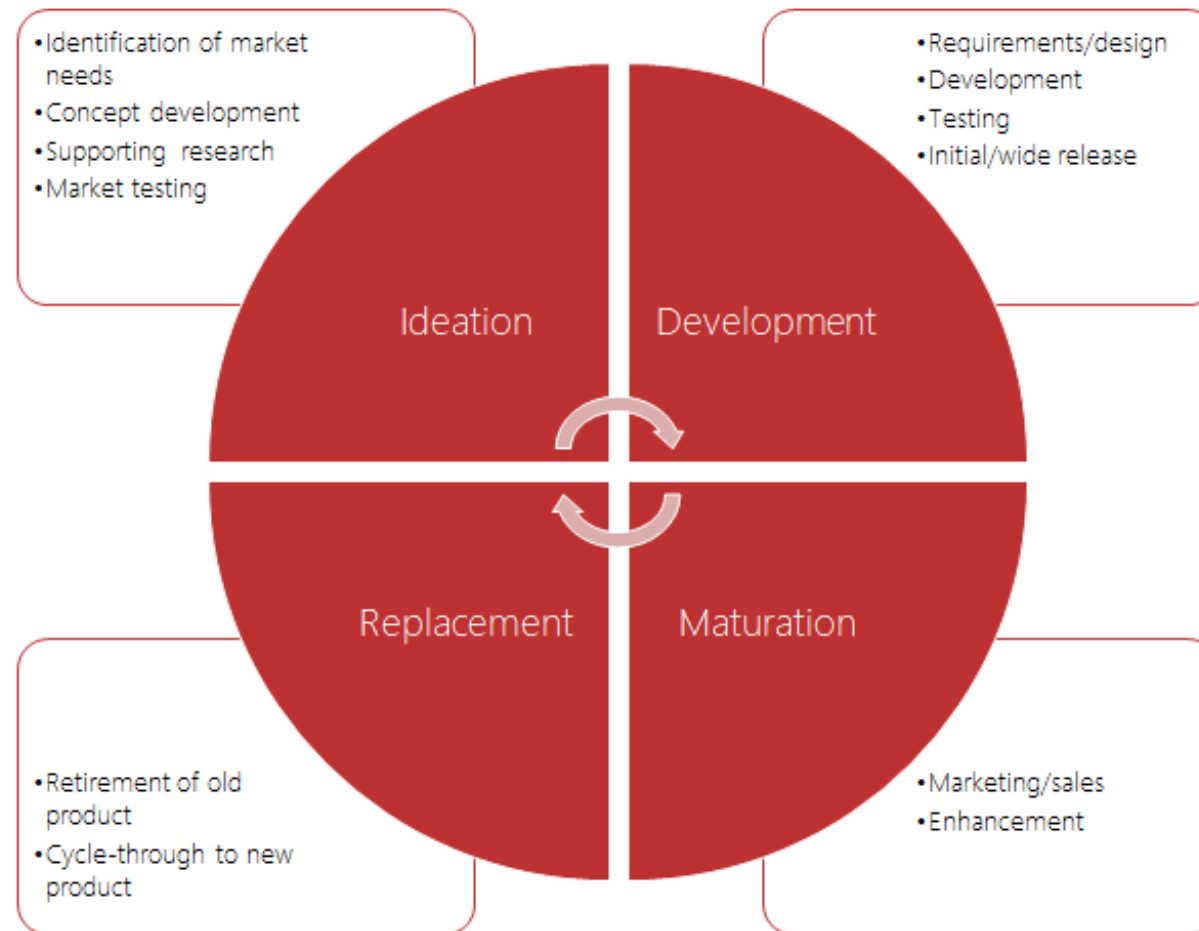 •Identification of market
needs
•Concept development
•Supporting research
•Market testing
•Requirements/design
•Development
•Testing
•Initial/wide release
Ideation
Development
Replacement
Maturation
•Retirement of old
product
•Cycle-through to new
product
•Marketing/sales
•Enhancement